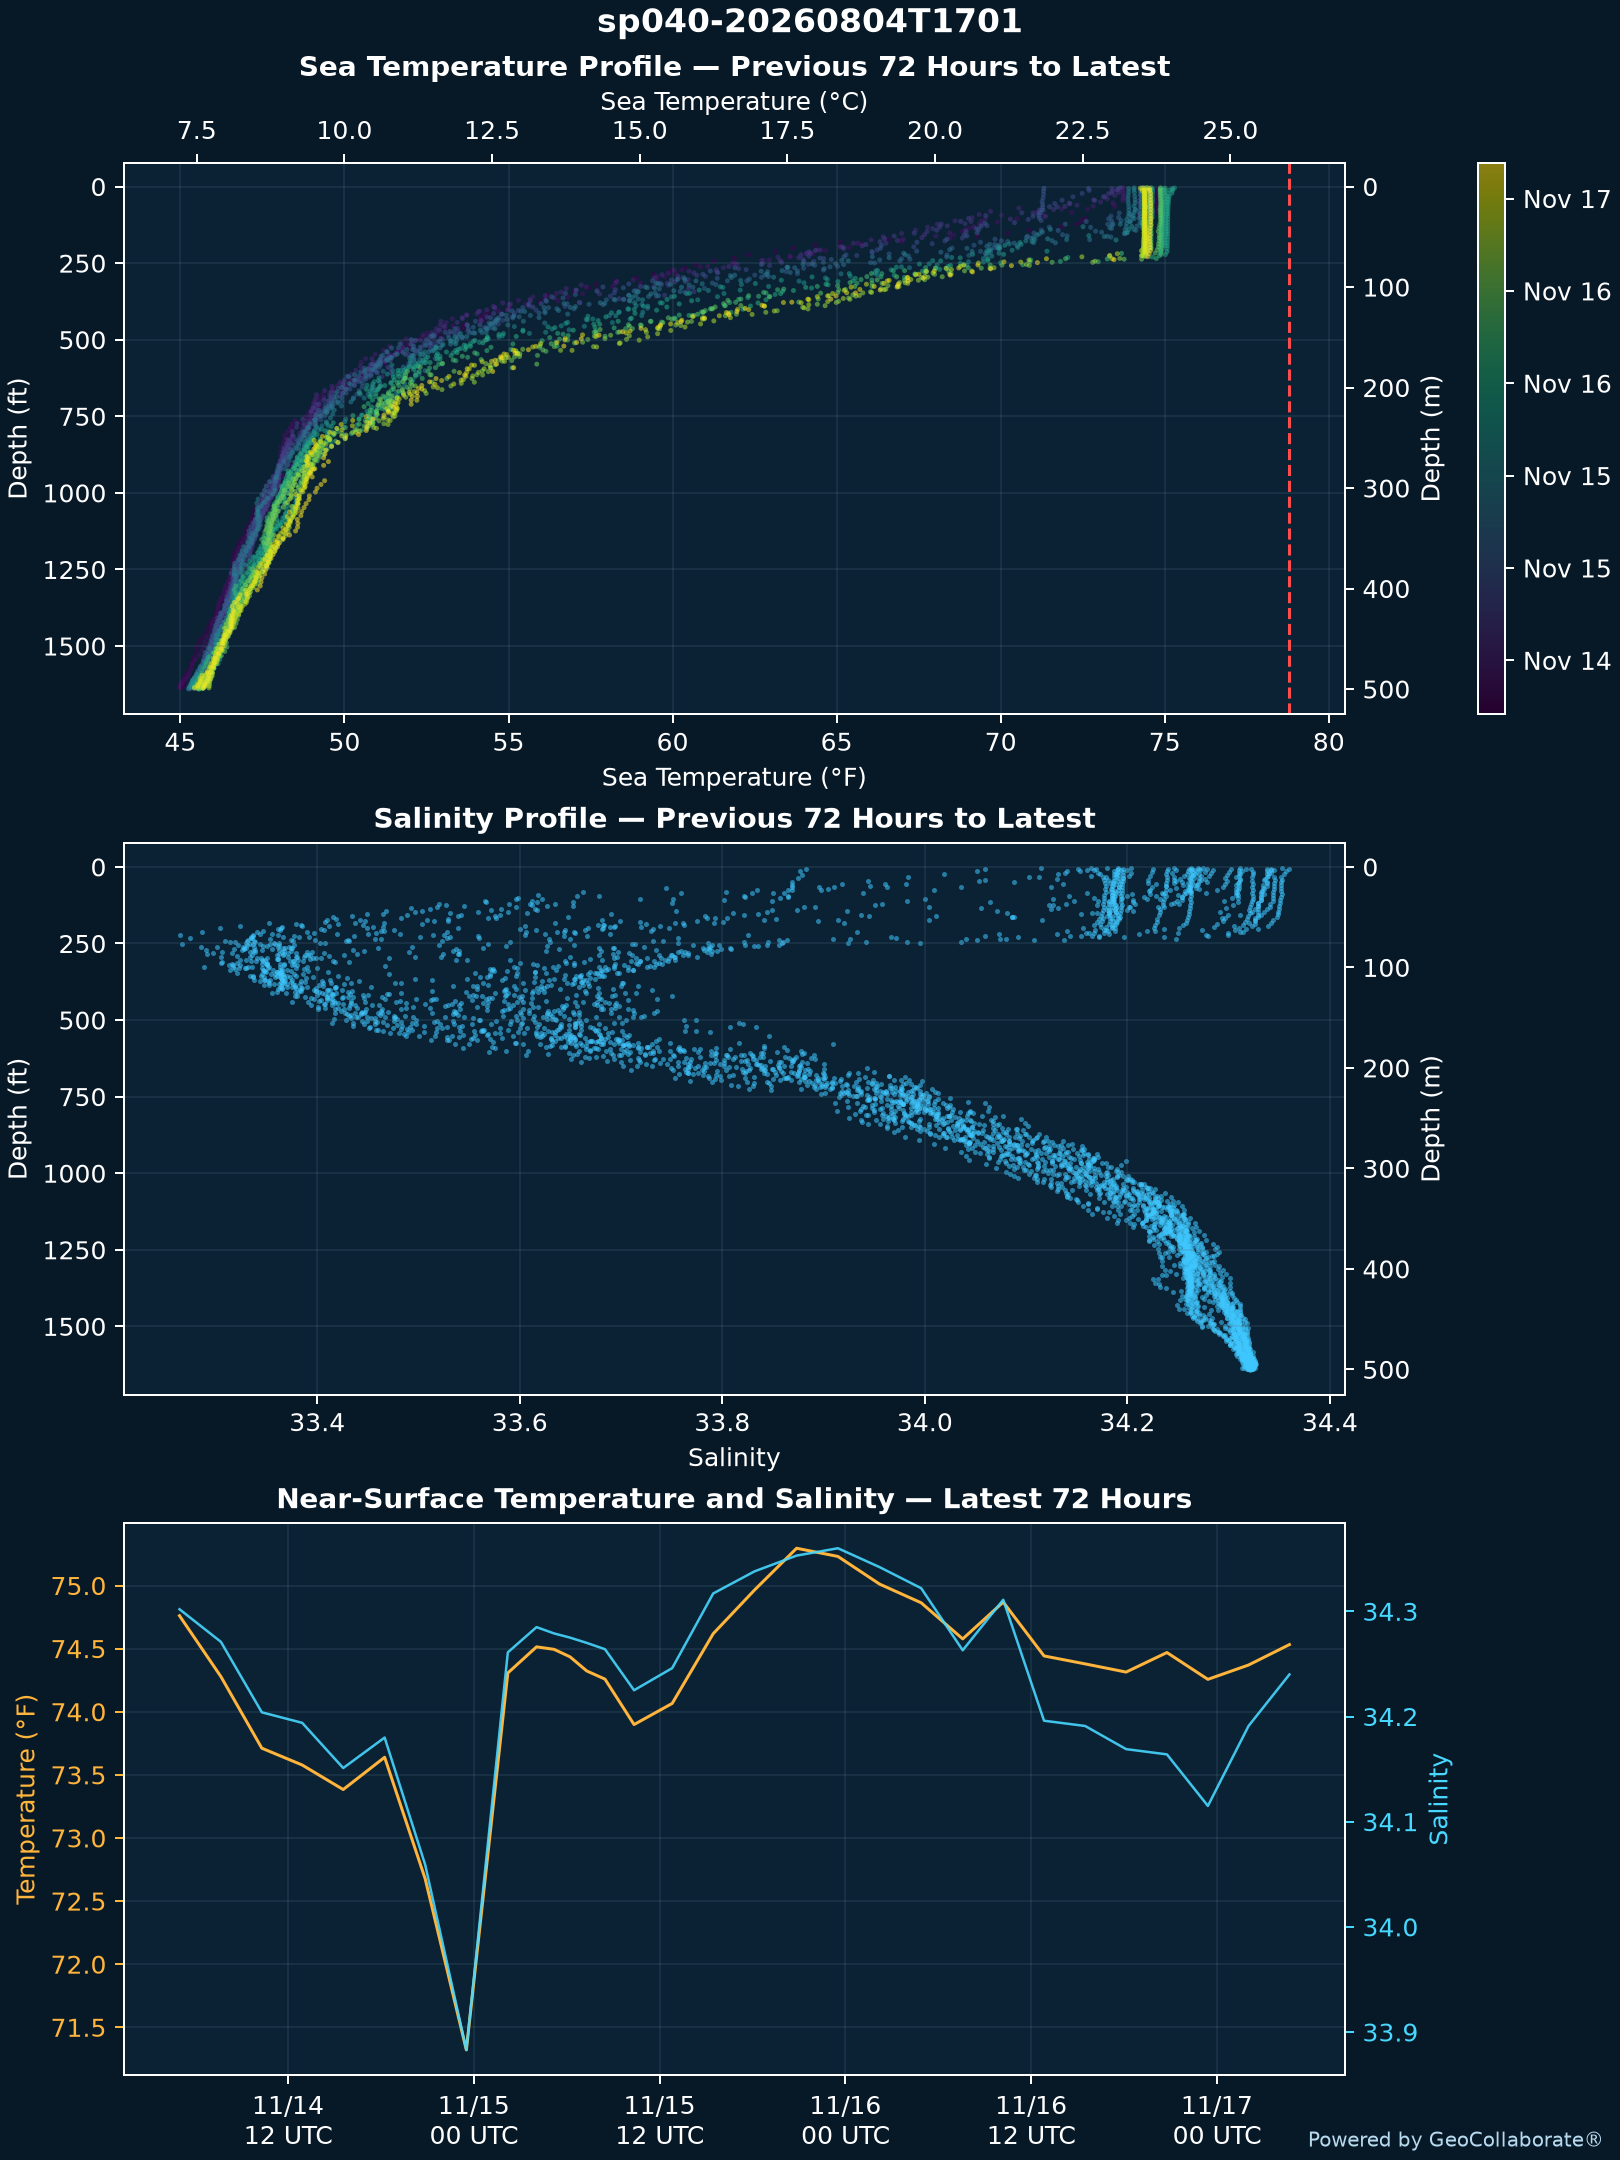 sp040-20260804T1701
Sea Temperature Profile — Previous 72 Hours to Latest
Sea Temperature (°C)
7.5 10.0 12.5 15.0 17.5 20.0 22.5 25.0
0
250
500
750
1000
1250
1500
Depth (ft)
0
100
200
300
400
500
Depth (m)
Nov 17
Nov 16
Nov 16
Nov 15
Nov 15
Nov 14
45 50 55 60 65 70 75 80
Sea Temperature (°F)
Salinity Profile — Previous 72 Hours to Latest
0
250
500
750
1000
1250
1500
Depth (ft)
0
100
200
300
400
500
Depth (m)
33.4 33.6 33.8 34.0 34.2 34.4
Salinity
Near-Surface Temperature and Salinity — Latest 72 Hours
75.0
74.5
74.0
73.5
73.0
72.5
72.0
71.5
Temperature (°F)
34.3
34.2
34.1
34.0
33.9
Salinity
11/14 11/15 11/15 11/16 11/16 11/17
12 UTC 00 UTC 12 UTC 00 UTC 12 UTC 00 UTC
Powered by GeoCollaborate®